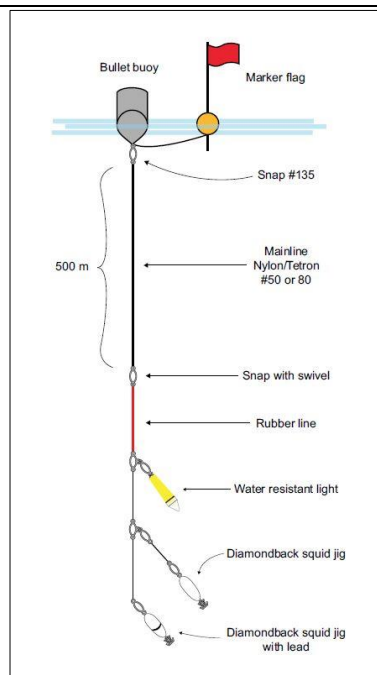 Bullet buoy
Marker flag
Snap #135
500 m
Mainline
Nylon/Tetron
#50 or 80
Snap with swivel
Rubber line
Water resistant light
Diamondback squid jig
Diamondback squid jig
with lead